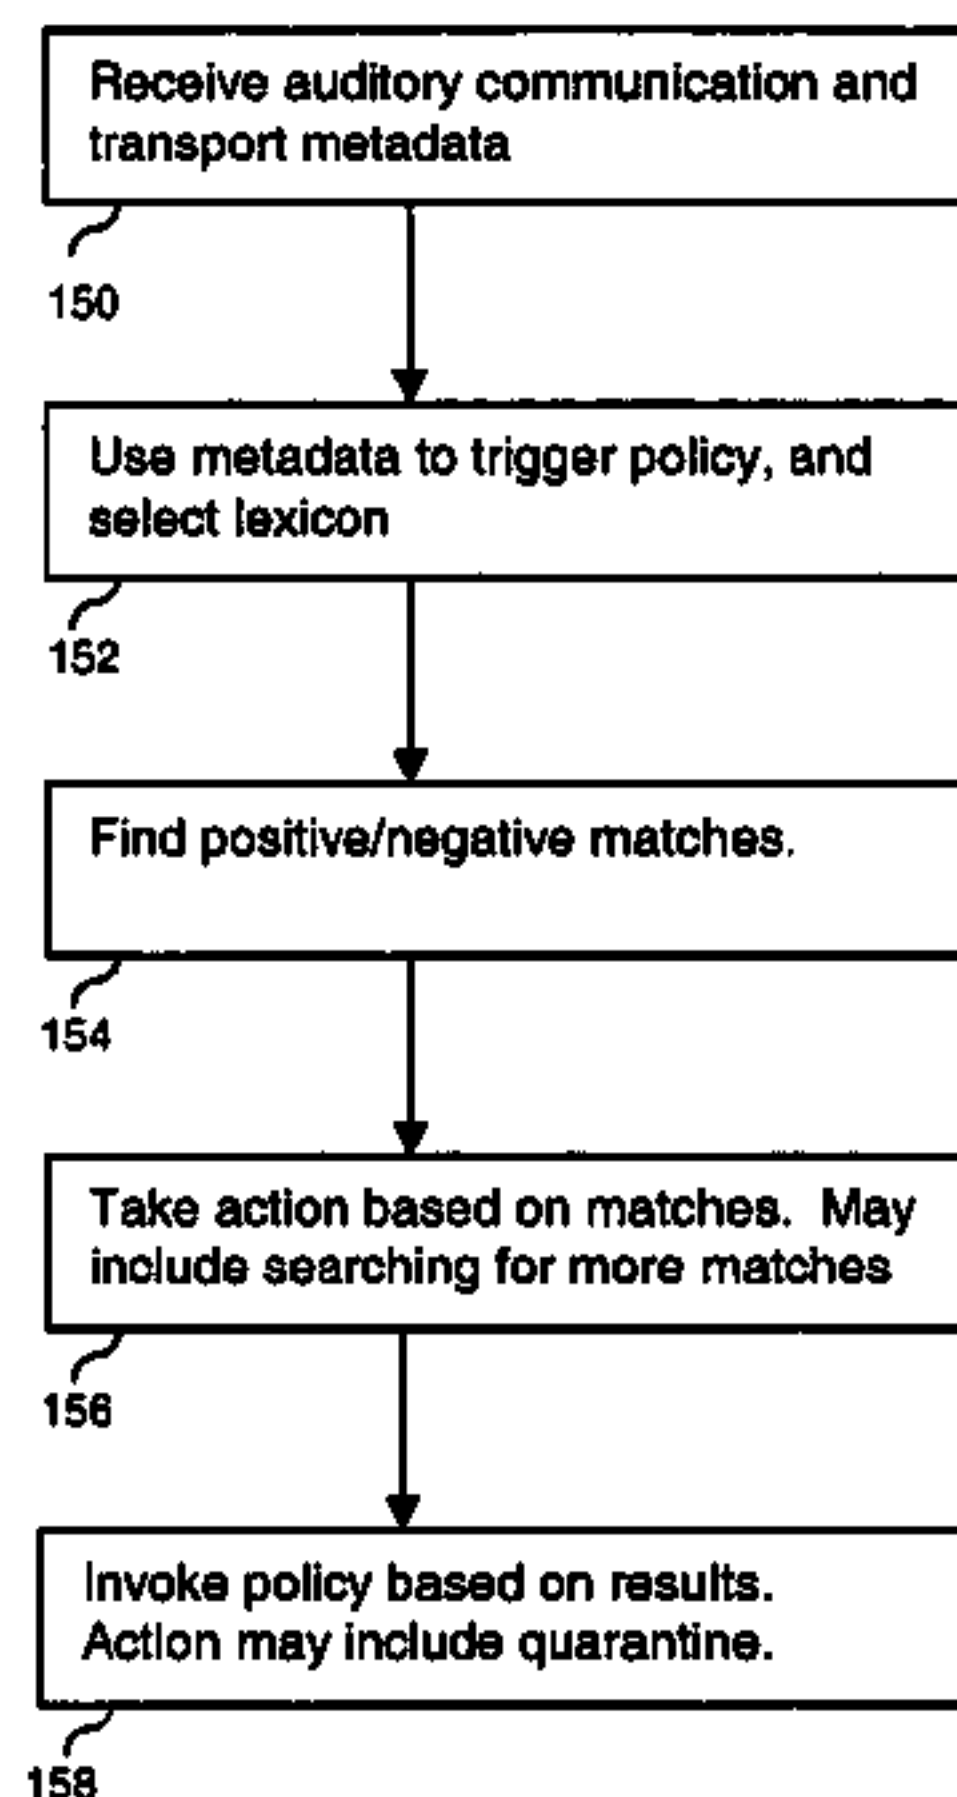 Receive auditory communication and
transport metadata
150
Use metadata to trigger policy, and
select lexicon
152
Find positive/negative matches.
154
Take action based on matches.  May
include searching for more matches
156
Invoke policy based on results.
Action may include quarantine.
158